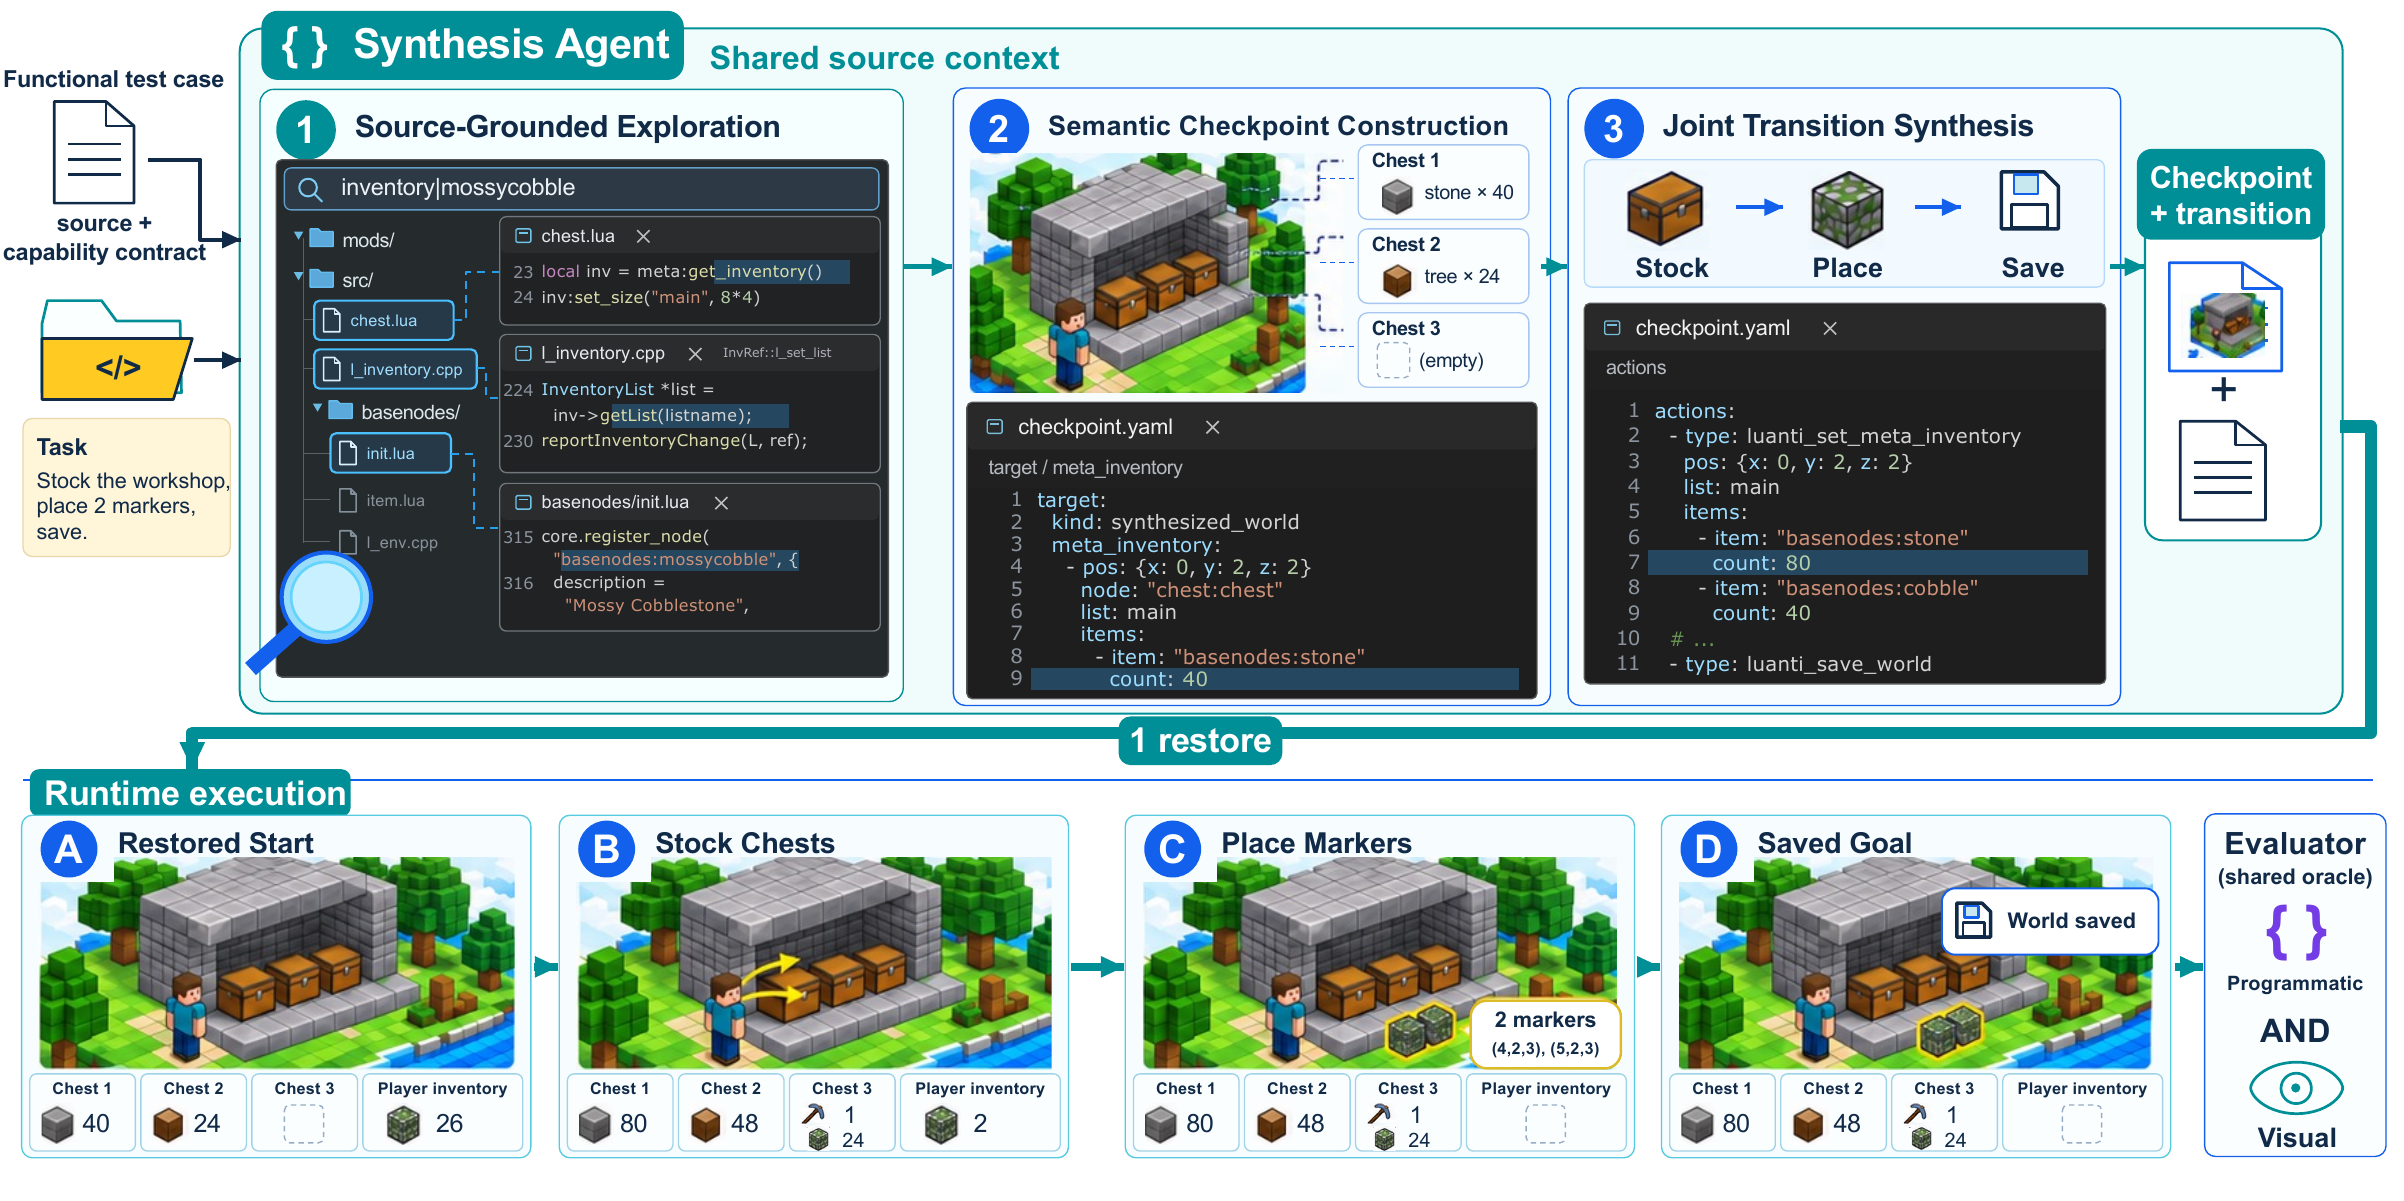 { } Synthesis Agent
Shared source context
Functional test case
source +
capability contract
</>
Task
Stock the workshop,
place 2 markers,
save.
1 Source-Grounded Exploration
inventory|mossycobble
mods/
src/
chest.lua
l_inventory.cpp
basenodes/
init.lua
item.lua
l_env.cpp
chest.lua ×
23 local inv = meta:get_inventory()
24 inv:set_size("main", 8*4)
l_inventory.cpp × InvRef::l_set_list
224 InventoryList *list =
inv->getList(listname);
230 reportInventoryChange(L, ref);
basenodes/init.lua ×
315 core.register_node(
"basenodes:mossycobble", {
316 description =
"Mossy Cobblestone",
2 Semantic Checkpoint Construction
Chest 1
stone × 40
Chest 2
tree × 24
Chest 3
(empty)
checkpoint.yaml ×
target / meta_inventory
1 target:
2 kind: synthesized_world
3 meta_inventory:
4 - pos: {x: 0, y: 2, z: 2}
5 node: "chest:chest"
6 list: main
7 items:
8 - item: "basenodes:stone"
9 count: 40
3 Joint Transition Synthesis
Stock
Place
Save
checkpoint.yaml ×
actions
1 actions:
2 - type: luanti_set_meta_inventory
3 pos: {x: 0, y: 2, z: 2}
4 list: main
5 items:
6 - item: "basenodes:stone"
7 count: 80
8 - item: "basenodes:cobble"
9 count: 40
10 # ...
11 - type: luanti_save_world
Checkpoint
+ transition
+
1 restore
Runtime execution
A Restored Start
Chest 1
40
Chest 2
24
Chest 3
Player inventory
26
B Stock Chests
Chest 1
80
Chest 2
48
Chest 3
1
24
Player inventory
2
C Place Markers
2 markers
(4,2,3), (5,2,3)
Chest 1
80
Chest 2
48
Chest 3
1
24
Player inventory
D Saved Goal
World saved
Chest 1
80
Chest 2
48
Chest 3
1
24
Player inventory
Evaluator
(shared oracle)
{ }
Programmatic
AND
Visual